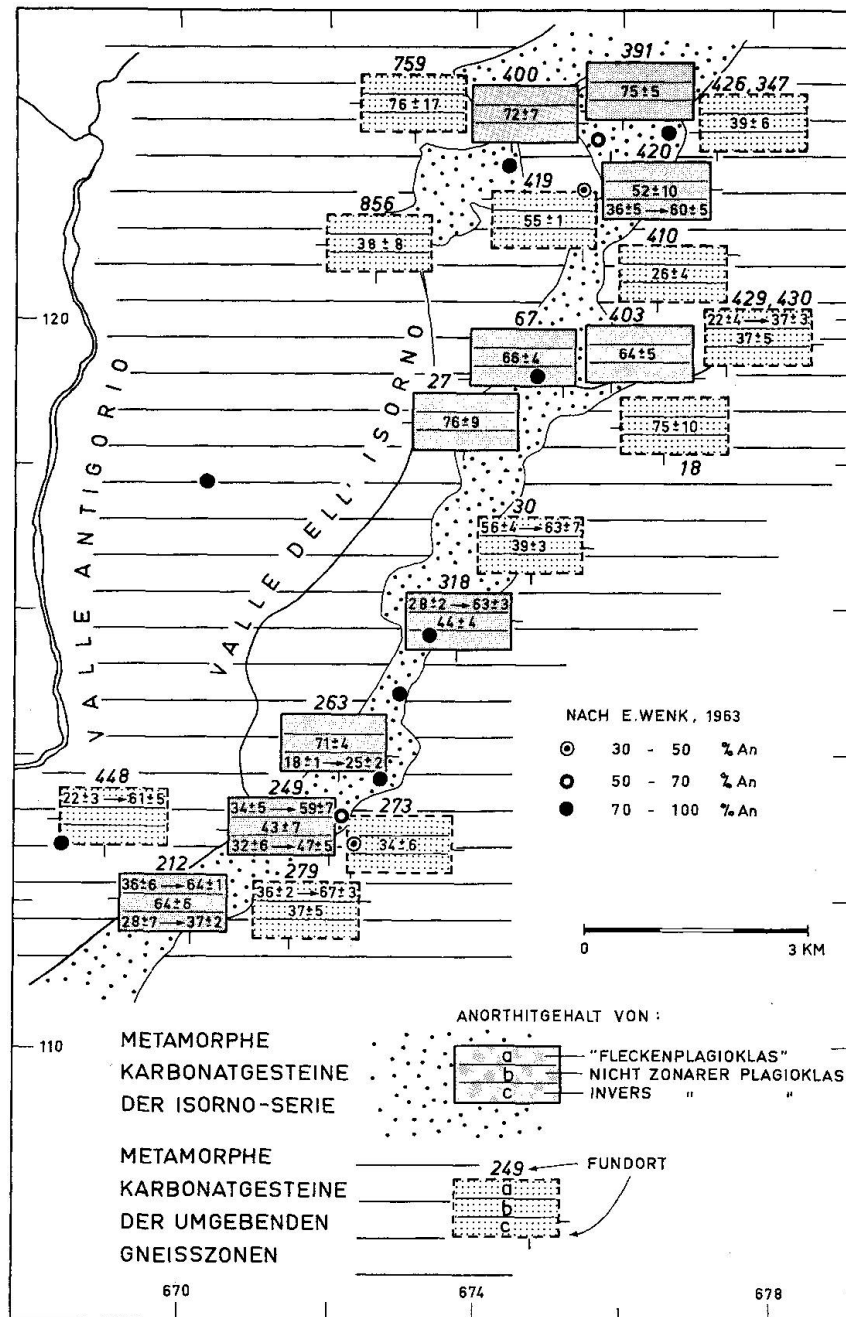 759
76±17
400
72±7
391
75±5
426,347
39±6
420
52±10
36±5→60±5
419
55±1
856
38±8
410
26±4
120
67
66±4
403
64±5
429,430
22±4→37±3
37±5
27
76±9
75±10
18
VALLE ANTIGORIO
VALLE DELL' ISORNO
30
56±4→63±7
39±3
318
28±2→63±3
44±4
263
71±4
18±1→25±2
448
22±3→61±5
249
34±5→59±7
43±7
32±6→47±5
273
34±6
212
36±6→64±1
64±6
28±7→37±2
279
36±2→67±3
37±5
NACH E.WENK, 1963
30 - 50 %An
50 - 70 %An
70 - 100 %An
0 3 KM
110
METAMORPHE
KARBONATGESTEINE
DER ISORNO-SERIE
ANORTHITGEHALT VON :
a "FLECKENPLAGIOKLAS"
b NICHT ZONARER PLAGIOKLAS
c INVERS " "
METAMORPHE
KARBONATGESTEINE
DER UMGEBENDEN
GNEISSZONEN
249 FUNDORT
a
b
c
670 674 678